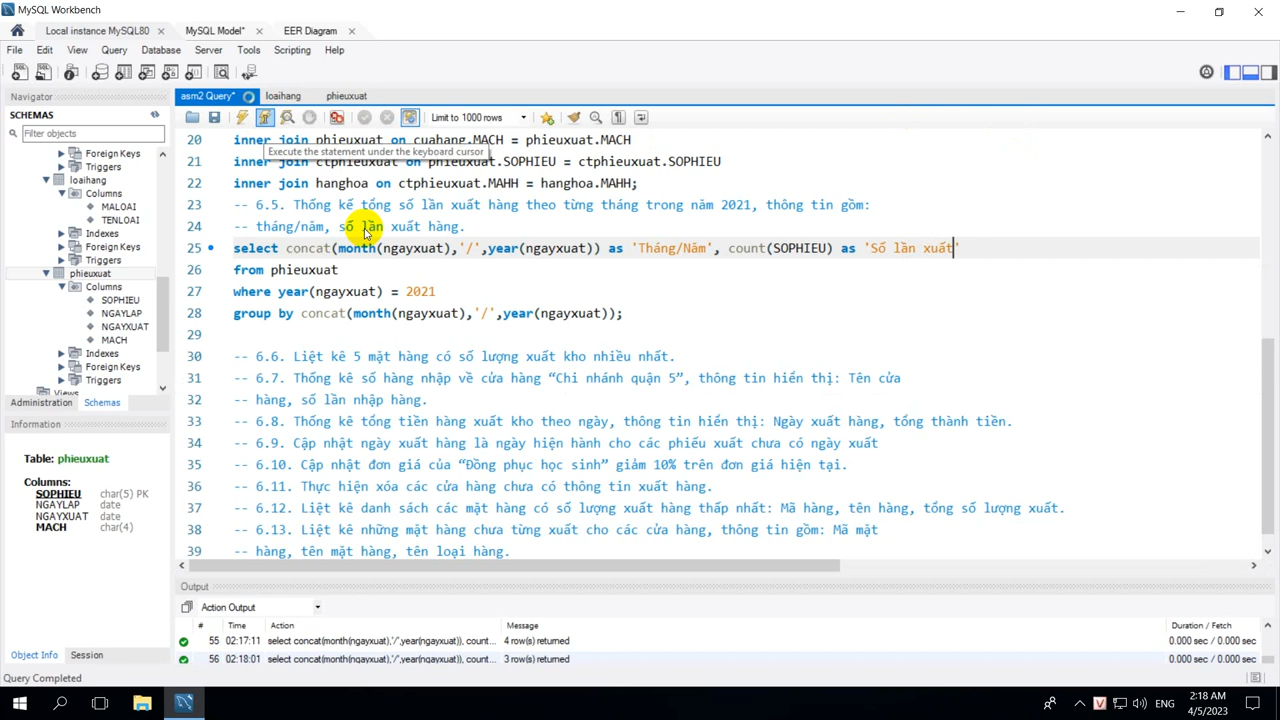 MySQL Workbench
Local instance MySQL80
MySQL Model*
EER Diagram
File Edit View Query Database Server Tools Scripting Help
Navigator
asm2 Query*
loaihang
phieuxuat
SCHEMAS
Filter objects
Limit to 1000 rows
Foreign Keys
Triggers
loaihang
Columns
MALOAI
TENLOAI
Indexes
Foreign Keys
Triggers
phieuxuat
Columns
SOPHIEU
NGAYLAP
NGAYXUAT
MACH
Indexes
Foreign Keys
Triggers
Views
Administration Schemas
Information
Table: phieuxuat
Columns:
SOPHIEU char(5) PK
NGAYLAP date
NGAYXUAT date
MACH char(4)
Object Info Session
Query Completed
20 inner join phieuxuat on cuahang.MACH = phieuxuat.MACH
Execute the statement under the keyboard cursor
21 inner join ctphieuxuat on phieuxuat.SOPHIEU = ctphieuxuat.SOPHIEU
22 inner join hanghoa on ctphieuxuat.MAHH = hanghoa.MAHH;
23 -- 6.5. Thống kế tổng số lần xuất hàng theo từng tháng trong năm 2021, thông tin gồm:
24 -- tháng/năm, số lần xuất hàng.
25 select concat(month(ngayxuat),'/',year(ngayxuat)) as 'Tháng/Năm', count(SOPHIEU) as 'Số lần xuất'
26 from phieuxuat
27 where year(ngayxuat) = 2021
28 group by concat(month(ngayxuat),'/',year(ngayxuat));
29
30 -- 6.6. Liệt kê 5 mặt hàng có số lượng xuất kho nhiều nhất.
31 -- 6.7. Thống kê số hàng nhập về cửa hàng “Chi nhánh quận 5”, thông tin hiển thị: Tên cửa
32 -- hàng, số lần nhập hàng.
33 -- 6.8. Thống kê tổng tiền hàng xuất kho theo ngày, thông tin hiển thị: Ngày xuất hàng, tổng thành tiền.
34 -- 6.9. Cập nhật ngày xuất hàng là ngày hiện hành cho các phiếu xuất chưa có ngày xuất
35 -- 6.10. Cập nhật đơn giá của “Đồng phục học sinh” giảm 10% trên đơn giá hiện tại.
36 -- 6.11. Thực hiện xóa các cửa hàng chưa có thông tin xuất hàng.
37 -- 6.12. Liệt kê danh sách các mặt hàng có số lượng xuất hàng thấp nhất: Mã hàng, tên hàng, tổng số lượng xuất.
38 -- 6.13. Liệt kê những mặt hàng chưa từng xuất cho các cửa hàng, thông tin gồm: Mã mặt
39 -- hàng, tên mặt hàng, tên loại hàng.
Output
Action Output
# Time Action Message Duration / Fetch
55 02:17:11 select concat(month(ngayxuat),'/',year(ngayxuat)), count... 4 row(s) returned 0.000 sec / 0.000 sec
56 02:18:01 select concat(month(ngayxuat),'/',year(ngayxuat)), count... 3 row(s) returned 0.000 sec / 0.000 sec
ENG
2:18 AM
4/5/2023